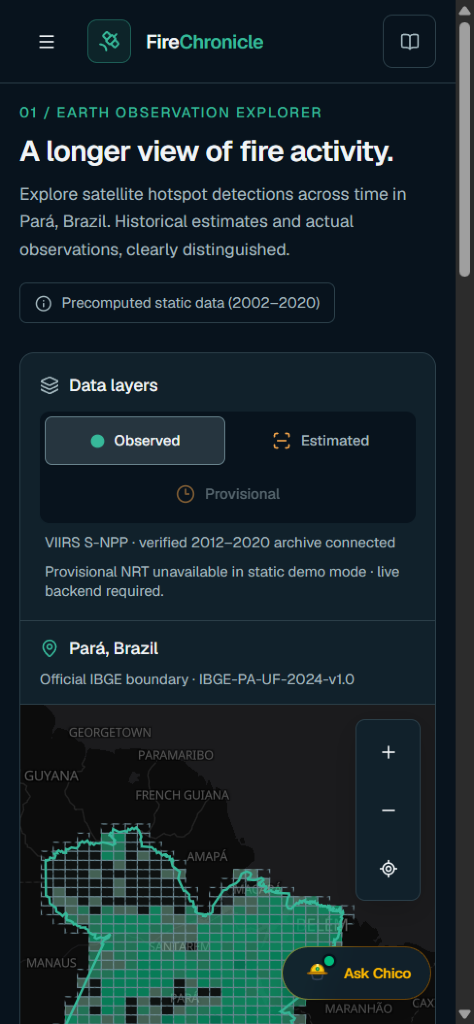 FireChronicle
01 / EARTH OBSERVATION EXPLORER
A longer view of fire activity.
Explore satellite hotspot detections across time in
Pará, Brazil. Historical estimates and actual
observations, clearly distinguished.
Precomputed static data (2002–2020)
Data layers
Observed
Estimated
Provisional
VIIRS S-NPP · verified 2012–2020 archive connected
Provisional NRT unavailable in static demo mode · live
backend required.
Pará, Brazil
Official IBGE boundary · IBGE-PA-UF-2024-v1.0
GEORGETOWN
PARAMARIBO
GUYANA
FRENCH GUIANA
AMAPÁ
BELÉM
SANTARÉM
MANAUS
PARÁ
MARANHÃO
CAX
+
−
Ask Chico